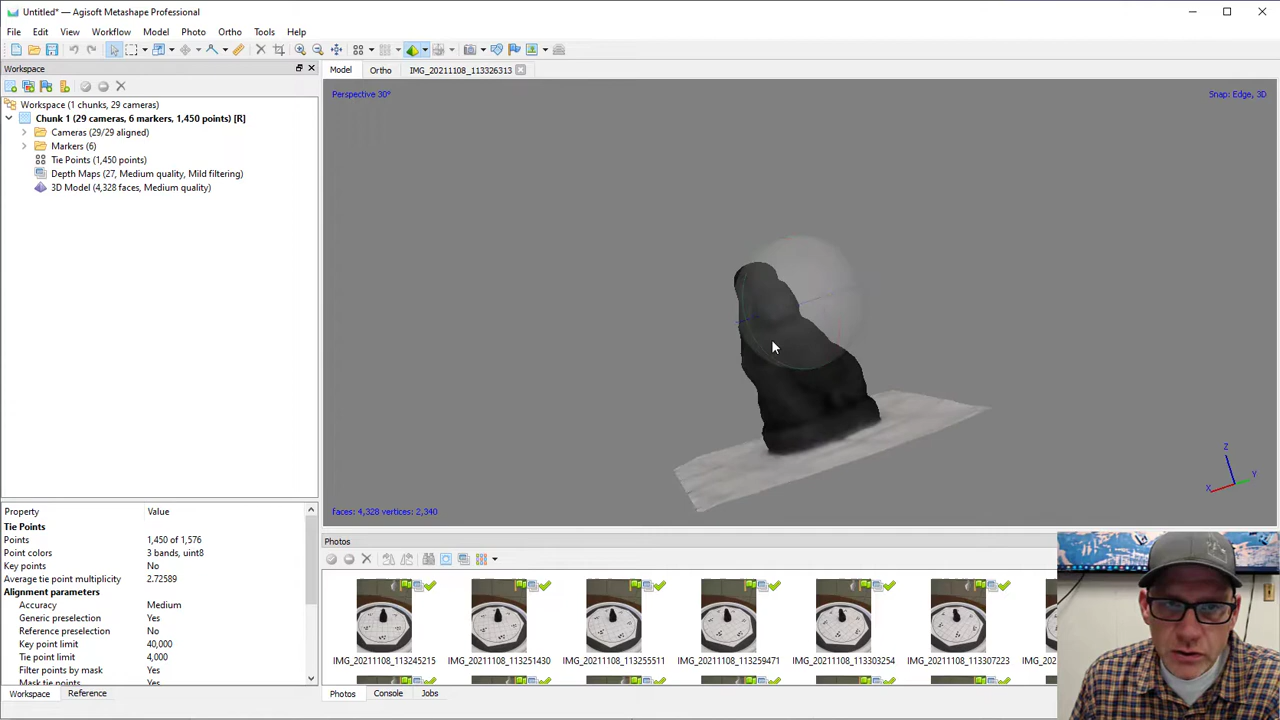 Untitled* — Agisoft Metashape Professional
File Edit View Workflow Model Photo Ortho Tools Help
Workspace
Workspace (1 chunks, 29 cameras)
Chunk 1 (29 cameras, 6 markers, 1,450 points) [R]
Cameras (29/29 aligned)
Markers (6)
Tie Points (1,450 points)
Depth Maps (27, Medium quality, Mild filtering)
3D Model (4,328 faces, Medium quality)
Property Value
Tie Points
Points 1,450 of 1,576
Point colors 3 bands, uint8
Key points No
Average tie point multiplicity 2.72589
Alignment parameters
Accuracy Medium
Generic preselection Yes
Reference preselection No
Key point limit 40,000
Tie point limit 4,000
Filter points by mask Yes
Mask tie points Yes
Workspace Reference
Model Ortho IMG_20211108_113326313
Perspective 30° Snap: Edge, 3D
Z
Y
X
Faces: 4,328 vertices: 2,340
Photos
IMG_20211108_113245215 IMG_20211108_113251430 IMG_20211108_113255511 IMG_20211108_113259471 IMG_20211108_113303254 IMG_20211108_113307223
Photos Console Jobs